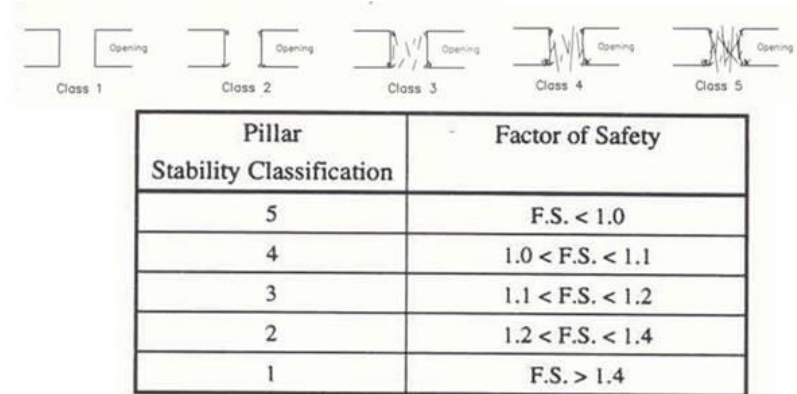 Opening
Opening
Opening
Opening
Opening
Class 1
Class 2
Class 3
Class 4
Class 5
Pillar
Stability Classification
Factor of Safety
5
F.S. < 1.0
4
1.0 < F.S. < 1.1
3
1.1 < F.S. < 1.2
2
1.2 < F.S. < 1.4
1
F.S. > 1.4